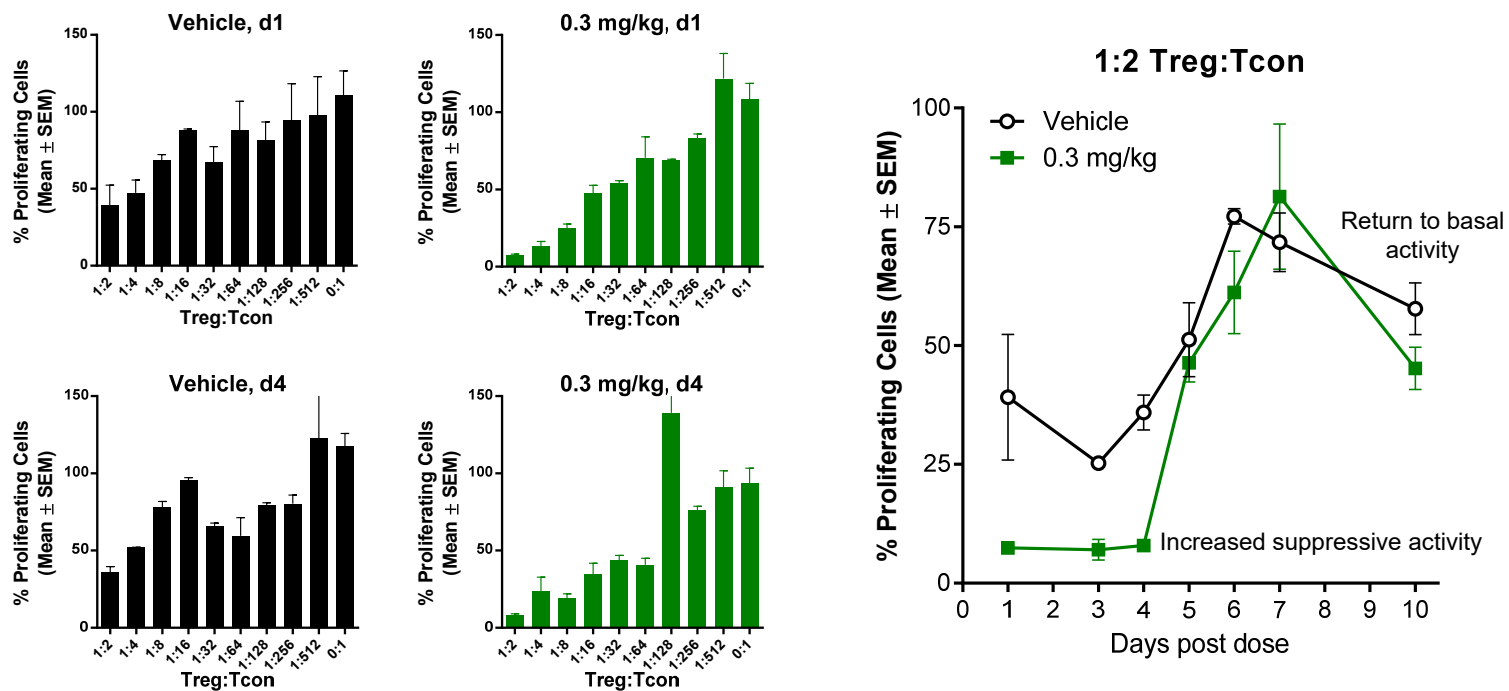 Vehicle, d1
% Proliferating Cells
(Mean ± SEM)
150
100
50
0
1:2
1:4
1:8
1:16
1:32
1:64
1:128
1:256
1:512
0:1
Treg:Tcon
0.3 mg/kg, d1
% Proliferating Cells
(Mean ± SEM)
150
100
50
0
1:2
1:4
1:8
1:16
1:32
1:64
1:128
1:256
1:512
0:1
Treg:Tcon
Vehicle, d4
% Proliferating Cells
(Mean ± SEM)
150
100
50
0
1:2
1:4
1:8
1:16
1:32
1:64
1:128
1:256
1:512
0:1
Treg:Tcon
0.3 mg/kg, d4
% Proliferating Cells
(Mean ± SEM)
150
100
50
0
1:2
1:4
1:8
1:16
1:32
1:64
1:128
1:256
1:512
0:1
Treg:Tcon
1:2 Treg:Tcon
% Proliferating Cells (Mean ± SEM)
100
75
50
25
0
Vehicle
0.3 mg/kg
Return to basal
activity
Increased suppressive activity
0 1 2 3 4 5 6 7 8 9 10
Days post dose